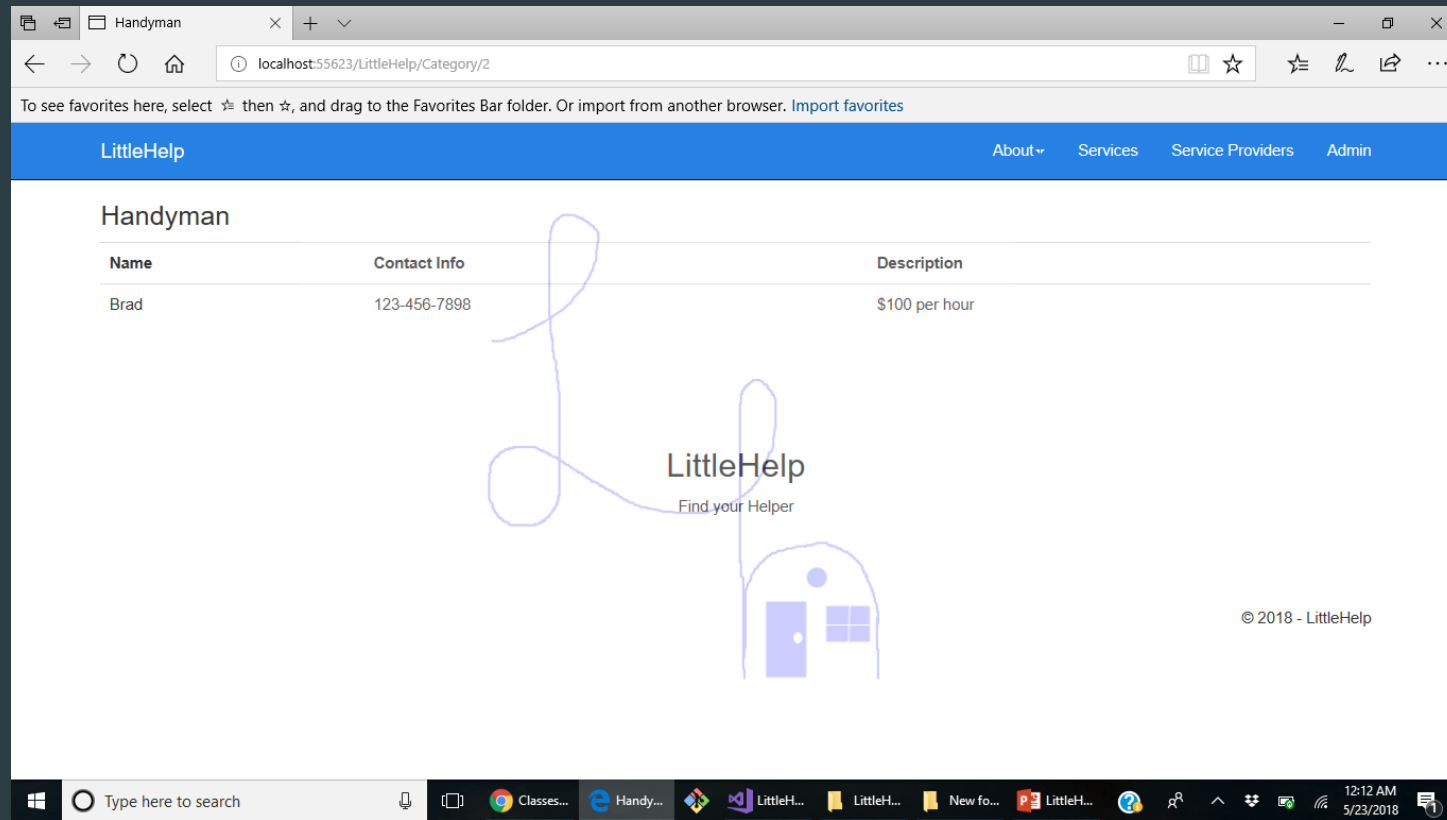 Handyman
localhost:55623/LittleHelp/Category/2
To see favorites here, select then , and drag to the Favorites Bar folder. Or import from another browser. Import favorites
LittleHelp About Services Service Providers Admin
Handyman
Name Contact Info Description
Brad 123-456-7898 $100 per hour
LittleHelp
Find your Helper
© 2018 - LittleHelp
Type here to search Classes... Handy... LittleH... LittleH... New fo... LittleH... 12:12 AM
5/23/2018 1